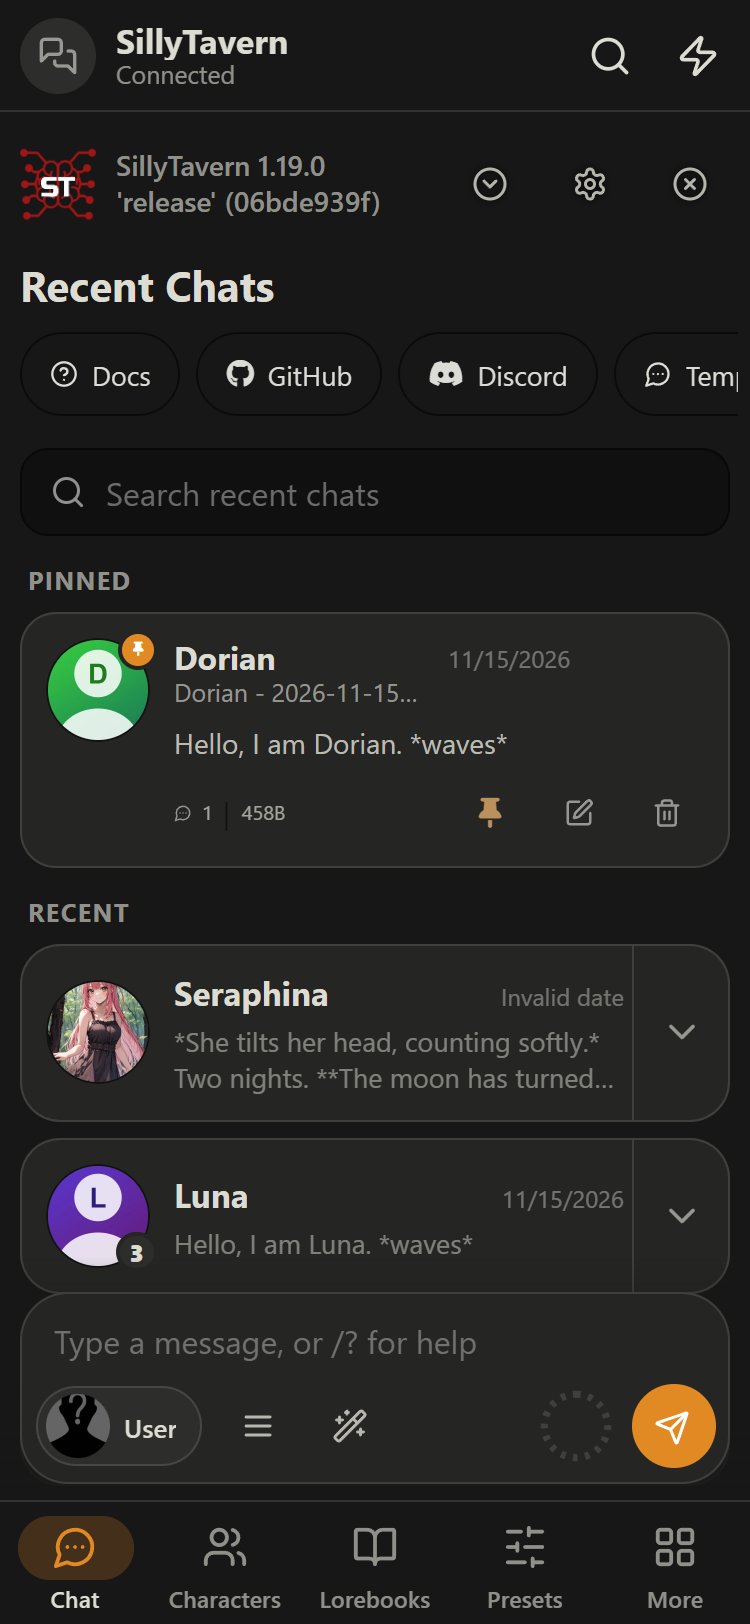 SillyTavern
Connected
ST
SillyTavern 1.19.0
'release' (06bde939f)
Recent Chats
Docs
GitHub
Discord
Temp
Search recent chats
PINNED
D
Dorian
11/15/2026
Dorian - 2026-11-15...
Hello, I am Dorian. *waves*
1
458B
RECENT
Seraphina
Invalid date
*She tilts her head, counting softly.*
Two nights. **The moon has turned...
L
3
Luna
11/15/2026
Hello, I am Luna. *waves*
Type a message, or /? for help
?
User
Chat
Characters
Lorebooks
Presets
More